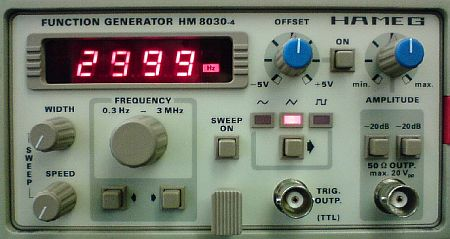 FUNCTION GENERATOR HM 8030-4
OFFSET
HAMEG
2999 Hz
ON
-5V +5V
min. max.
WIDTH
FREQUENCY
0.3 Hz — 3 MHz
SWEEP
ON
AMPLITUDE
-20dB -20dB
SWEEP
SPEED
50 Ω OUTP.
max. 20 Vpp
TRIG.
OUTP.
(TTL)